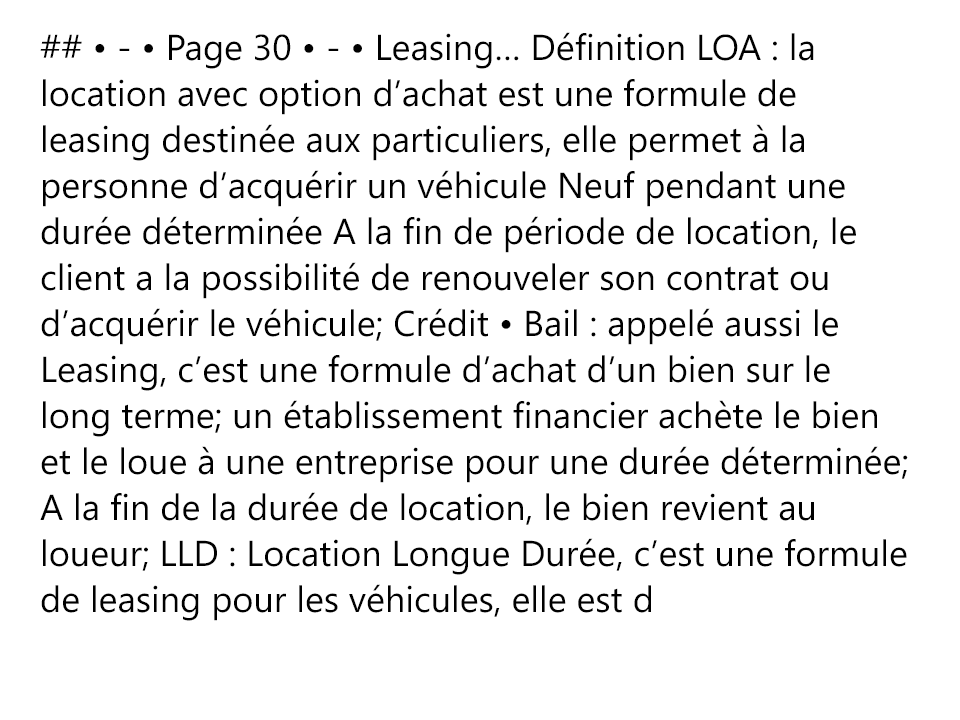 ## • - • Page 30 • - • Leasing… Définition LOA : la
location avec option d’achat est une formule de
leasing destinée aux particuliers, elle permet à la
personne d’acquérir un véhicule Neuf pendant une
durée déterminée A la fin de période de location, le
client a la possibilité de renouveler son contrat ou
d’acquérir le véhicule; Crédit • Bail : appelé aussi le
Leasing, c’est une formule d’achat d’un bien sur le
long terme; un établissement financier achète le bien
et le loue à une entreprise pour une durée déterminée;
A la fin de la durée de location, le bien revient au
loueur; LLD : Location Longue Durée, c’est une formule
de leasing pour les véhicules, elle est d